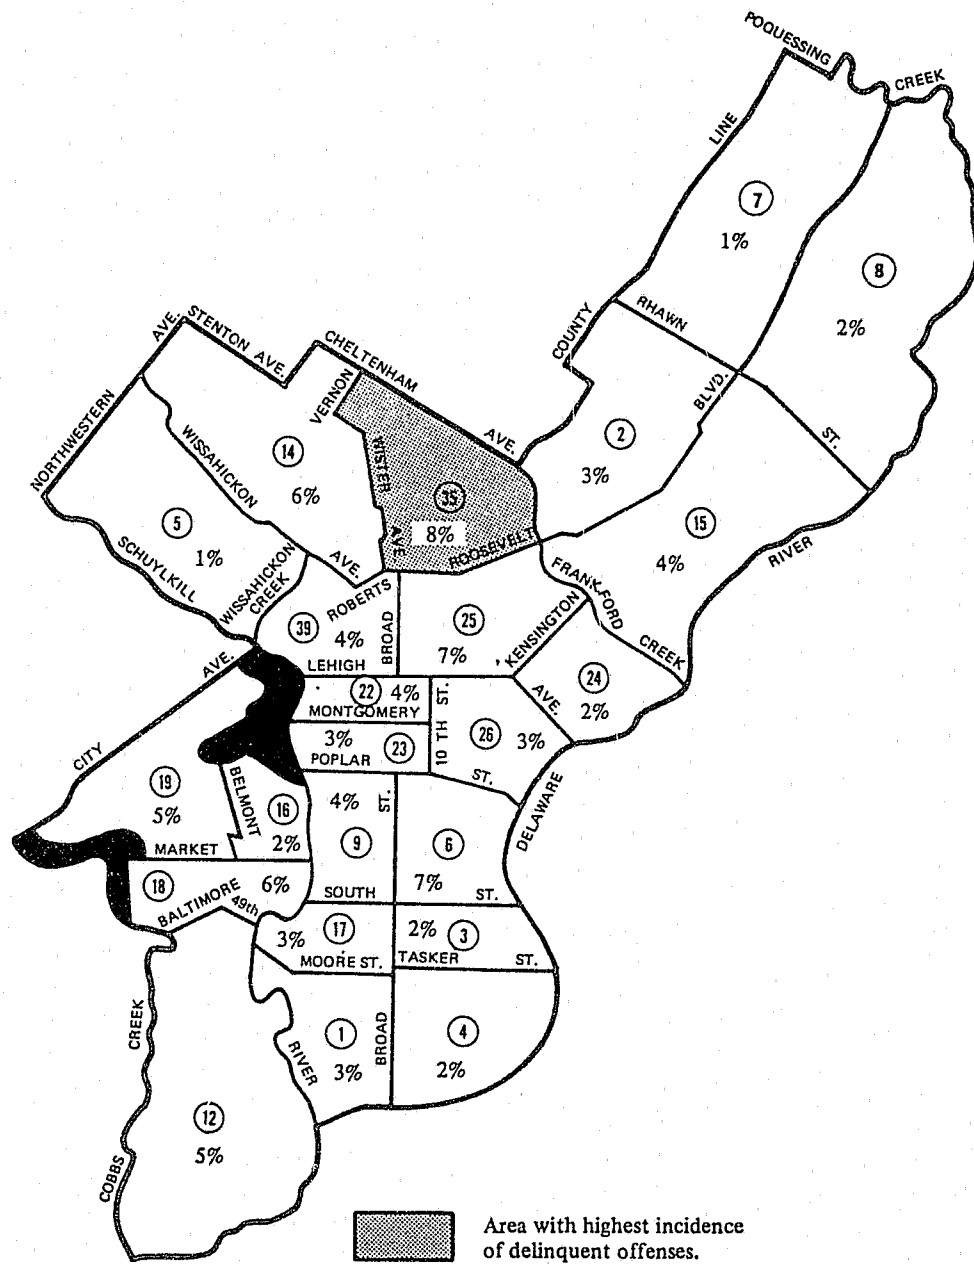 POQUESSING
CREEK
LINE
7
1%
8
2%
COUNTY
RHAWN
BLVD.
ST.
AVE.
STENTON AVE.
CHELTENHAM
AVE.
VERNON
NORTHWESTERN
WISSAHICKON
AVE.
14
6%
WISTER
AVE
35
8%
ROOSEVELT
2
3%
15
4%
RIVER
5
1%
SCHUYLKILL
WISSAHICKON
CREEK
ROBERTS
39
4%
LEHIGH
BROAD
25
7%
FRANKFORD
CREEK
KENSINGTON
AVE.
24
2%
CITY
AVE.
22
4%
MONTGOMERY
ST.
10 TH
3%
23
POPLAR
ST.
26
3%
DELAWARE
19
5%
BELMONT
16
2%
MARKET
4%
ST.
9
SOUTH
ST.
6
7%
18
6%
BALTIMORE
49th
3%
17
MOORE ST.
2%
3
TASKER
ST.
CREEK
RIVER
1
3%
BROAD
4
2%
12
5%
COBBS
Area with highest incidence
of delinquent offenses.